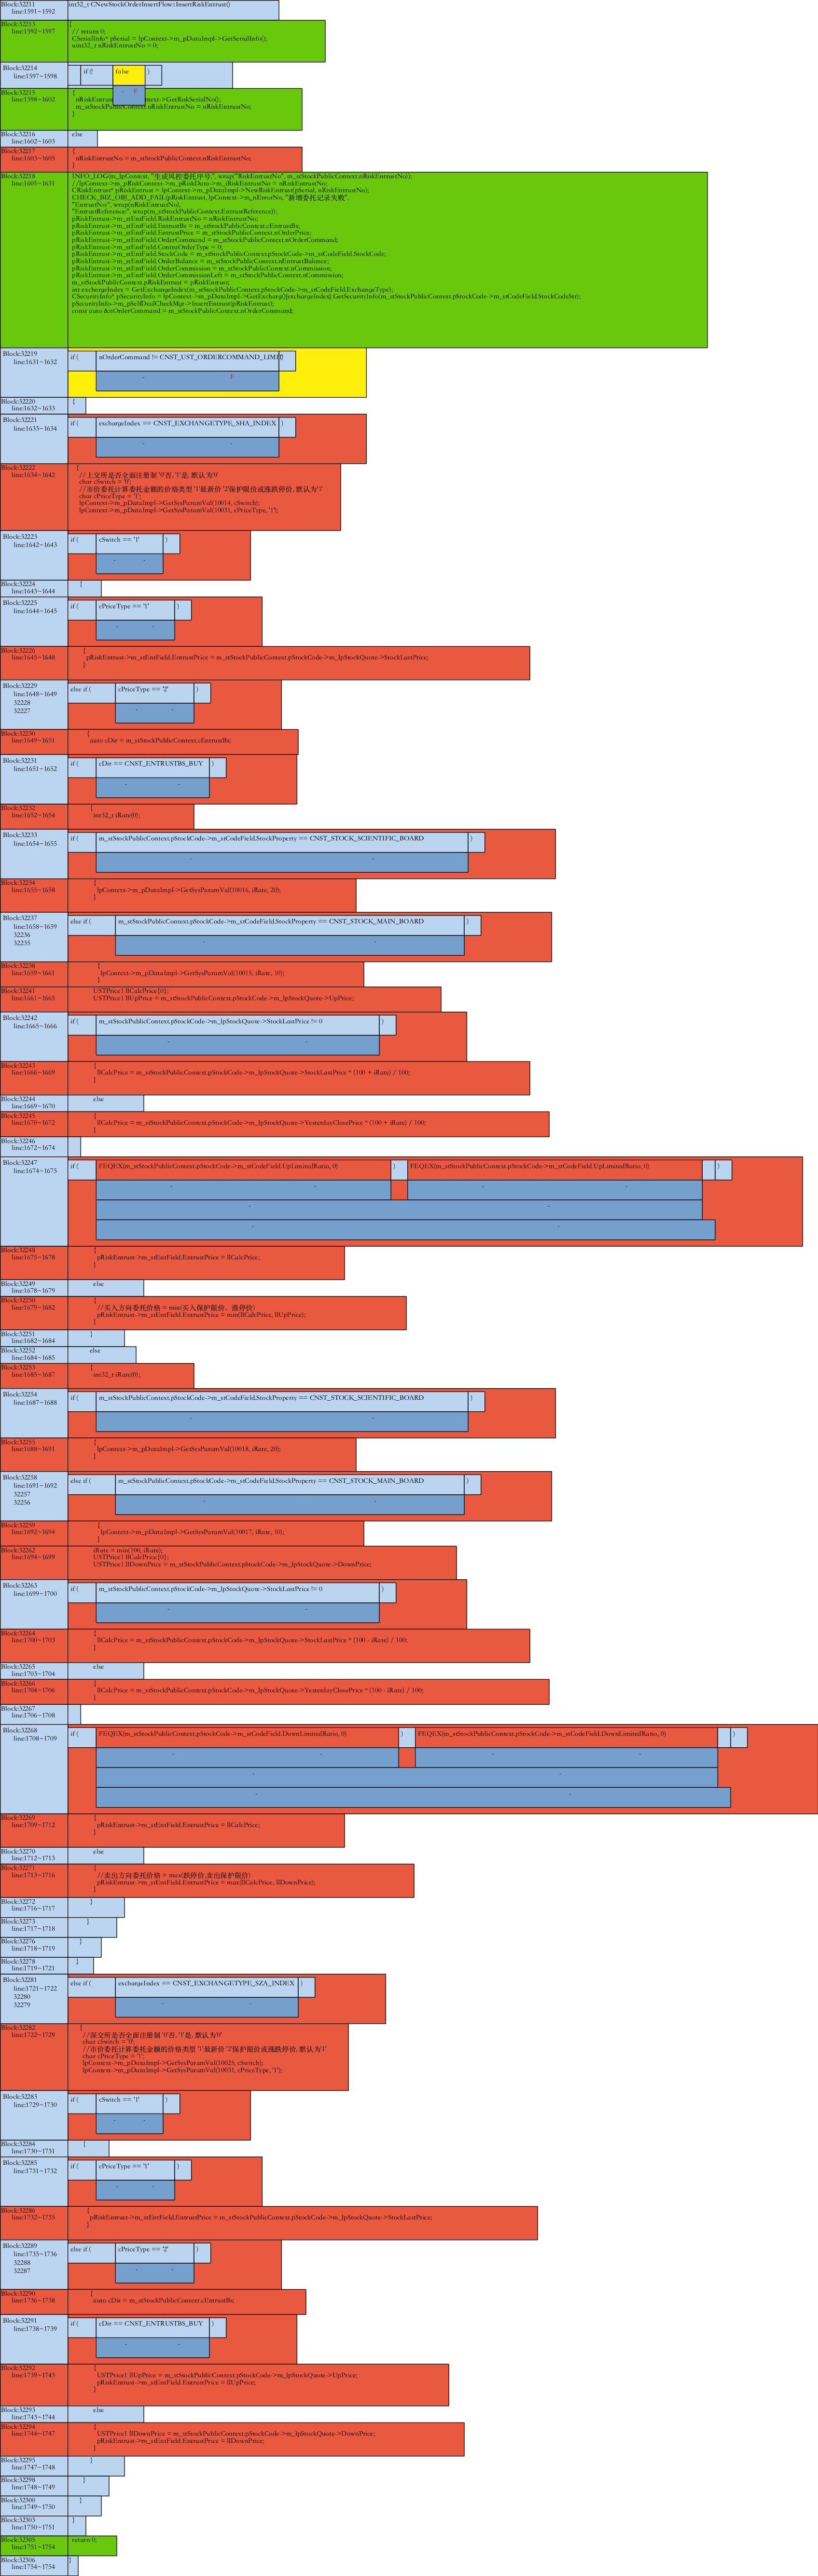 Block:32211 int32_t CNewStockOrderInsertFlow::InsertRiskEntrust()
line:1591~1592
Block:32213 {
line:1592~1597 // return 0;
CSerialInfo* pSerial = lpContext->m_pDataImpl->GetSerialInfo();
uint32_t nRiskEntrustNo = 0;
Block:32214 if (! false )
line:1597~1598
- F
Block:32215 {
line:1598~1602 nRiskEntrust ntext->GetRiskSerialNo();
m_stStockPublicContext.nRiskEntrustNo = nRiskEntrustNo;
}
Block:32216 else
line:1602~1603
Block:32217 {
line:1603~1605 nRiskEntrustNo = m_stStockPublicContext.nRiskEntrustNo;
}
Block:32218 INFO_LOG(m_lpContext, "生成风控委托序号,", wrap("RiskEntrustNo", m_stStockPublicContext.nRiskEntrustNo));
line:1605~1631 //lpContext->m_pRiskContext->m_pRiskData->m_iRiskEntrustNo = nRiskEntrustNo;
CRiskEntrust* pRiskEntrust = lpContext->m_pDataImpl->NewRiskEntrust(pSerial, nRiskEntrustNo);
CHECK_BIZ_OBJ_ADD_FAIL(pRiskEntrust, lpContext->m_nErrorNo, "新增委托记录失败",
"EntrustNo", wrap(nRiskEntrustNo),
"EntrustReference:", wrap(m_stStockPublicContext.EntrustReference));
pRiskEntrust->m_stEntField.RiskEntrustNo = nRiskEntrustNo;
pRiskEntrust->m_stEntField.EntrustBs = m_stStockPublicContext.cEntrustBs;
pRiskEntrust->m_stEntField.EntrustPrice = m_stStockPublicContext.nOrderPrice;
pRiskEntrust->m_stEntField.OrderCommand = m_stStockPublicContext.nOrderCommand;
pRiskEntrust->m_stEntField.ContraOrderType = 0;
pRiskEntrust->m_stEntField.StockCode = m_stStockPublicContext.pStockCode->m_stCodeField.StockCode;
pRiskEntrust->m_stEntField.OrderBalance = m_stStockPublicContext.nEntrustBalance;
pRiskEntrust->m_stEntField.OrderCommission = m_stStockPublicContext.nCommission;
pRiskEntrust->m_stEntField.OrderCommissionLeft = m_stStockPublicContext.nCommission;
m_stStockPublicContext.pRiskEntrust = pRiskEntrust;
int exchargeIndex = GetExchangeIndex(m_stStockPublicContext.pStockCode->m_stCodeField.ExchangeType);
CSecurityInfo* pSecurityInfo = lpContext->m_pDataImpl->GetExcharg()[exchargeIndex].GetSecurityInfo(m_stStockPublicContext.pStockCode->m_stCodeField.StockCodeStr);
pSecurityInfo->m_pSelfDealCheckMgr->InsertEntrust(pRiskEntrust);
const auto &nOrderCommand = m_stStockPublicContext.nOrderCommand;
Block:32219 if ( nOrderCommand != CNST_UST_ORDERCOMMAND_LIMIT )
line:1631~1632
- F
Block:32220 {
line:1632~1633
Block:32221 if ( exchargeIndex == CNST_EXCHANGETYPE_SHA_INDEX )
line:1633~1634
- -
Block:32222 {
line:1634~1642 //上交所是否全面注册制 '0'否, '1'是, 默认为'0'
char cSwitch = '0';
//市价委托计算委托金额的价格类型 '1'最新价 '2'保护限价或涨跌停价, 默认为'1'
char cPriceType = '1';
lpContext->m_pDataImpl->GetSysParamVal(10014, cSwitch);
lpContext->m_pDataImpl->GetSysParamVal(10031, cPriceType, '1');
Block:32223 if ( cSwitch == '1' )
line:1642~1643
- -
Block:32224 {
line:1643~1644
Block:32225 if ( cPriceType == '1' )
line:1644~1645
- -
Block:32226 {
line:1645~1648 pRiskEntrust->m_stEntField.EntrustPrice = m_stStockPublicContext.pStockCode->m_lpStockQuote->StockLastPrice;
}
Block:32229 else if ( cPriceType == '2' )
line:1648~1649
32228 - -
32227
Block:32230 {
line:1649~1651 auto cDir = m_stStockPublicContext.cEntrustBs;
Block:32231 if ( cDir == CNST_ENTRUSTBS_BUY )
line:1651~1652
- -
Block:32232 {
line:1652~1654 int32_t iRate(0);
Block:32233 if ( m_stStockPublicContext.pStockCode->m_stCodeField.StockProperty == CNST_STOCK_SCIENTIFIC_BOARD )
line:1654~1655
- -
Block:32234 {
line:1655~1658 lpContext->m_pDataImpl->GetSysParamVal(10016, iRate, 20);
}
Block:32237 else if ( m_stStockPublicContext.pStockCode->m_stCodeField.StockProperty == CNST_STOCK_MAIN_BOARD )
line:1658~1659
32236 - -
32235
Block:32238 {
line:1659~1661 lpContext->m_pDataImpl->GetSysParamVal(10015, iRate, 10);
}
Block:32241 USTPrice1 llCalcPrice{0};
line:1661~1665 USTPrice1 llUpPrice = m_stStockPublicContext.pStockCode->m_lpStockQuote->UpPrice;
Block:32242 if ( m_stStockPublicContext.pStockCode->m_lpStockQuote->StockLastPrice != 0 )
line:1665~1666
- -
Block:32243 {
line:1666~1669 llCalcPrice = m_stStockPublicContext.pStockCode->m_lpStockQuote->StockLastPrice * (100 + iRate) / 100;
}
Block:32244 else
line:1669~1670
Block:32245 {
line:1670~1672 llCalcPrice = m_stStockPublicContext.pStockCode->m_lpStockQuote->YesterdayClosePrice * (100 + iRate) / 100;
}
Block:32246
line:1672~1674
Block:32247 if ( FEQEX(m_stStockPublicContext.pStockCode->m_stCodeField.UpLimitedRatio, 0) ) FEQEX(m_stStockPublicContext.pStockCode->m_stCodeField.UpLimitedRatio, 0) )
line:1674~1675
- - - -
- -
- -
Block:32248 {
line:1675~1678 pRiskEntrust->m_stEntField.EntrustPrice = llCalcPrice;
}
Block:32249 else
line:1678~1679
Block:32250 {
line:1679~1682 //买入方向委托价格 = min(买入保护限价、涨停价)
pRiskEntrust->m_stEntField.EntrustPrice = min(llCalcPrice, llUpPrice);
}
Block:32251 }
line:1682~1684
Block:32252 else
line:1684~1685
Block:32253 {
line:1685~1687 int32_t iRate(0);
Block:32254 if ( m_stStockPublicContext.pStockCode->m_stCodeField.StockProperty == CNST_STOCK_SCIENTIFIC_BOARD )
line:1687~1688
- -
Block:32255 {
line:1688~1691 lpContext->m_pDataImpl->GetSysParamVal(10018, iRate, 20);
}
Block:32258 else if ( m_stStockPublicContext.pStockCode->m_stCodeField.StockProperty == CNST_STOCK_MAIN_BOARD )
line:1691~1692
32257 - -
32256
Block:32259 {
line:1692~1694 lpContext->m_pDataImpl->GetSysParamVal(10017, iRate, 10);
}
Block:32262 iRate = min(100, iRate);
line:1694~1699 USTPrice1 llCalcPrice{0};
USTPrice1 llDownPrice = m_stStockPublicContext.pStockCode->m_lpStockQuote->DownPrice;
Block:32263 if ( m_stStockPublicContext.pStockCode->m_lpStockQuote->StockLastPrice != 0 )
line:1699~1700
- -
Block:32264 {
line:1700~1703 llCalcPrice = m_stStockPublicContext.pStockCode->m_lpStockQuote->StockLastPrice * (100 - iRate) / 100;
}
Block:32265 else
line:1703~1704
Block:32266 {
line:1704~1706 llCalcPrice = m_stStockPublicContext.pStockCode->m_lpStockQuote->YesterdayClosePrice * (100 - iRate) / 100;
}
Block:32267
line:1706~1708
Block:32268 if ( FEQEX(m_stStockPublicContext.pStockCode->m_stCodeField.DownLimitedRatio, 0) ) FEQEX(m_stStockPublicContext.pStockCode->m_stCodeField.DownLimitedRatio, 0) )
line:1708~1709
- - - -
- -
- -
Block:32269 {
line:1709~1712 pRiskEntrust->m_stEntField.EntrustPrice = llCalcPrice;
}
Block:32270 else
line:1712~1713
Block:32271 {
line:1713~1716 //卖出方向委托价格 = max(跌停价,卖出保护限价)
pRiskEntrust->m_stEntField.EntrustPrice = max(llCalcPrice, llDownPrice);
}
Block:32272 }
line:1716~1717
Block:32273 }
line:1717~1718
Block:32276 }
line:1718~1719
Block:32278 }
line:1719~1721
Block:32281 else if ( exchargeIndex == CNST_EXCHANGETYPE_SZA_INDEX )
line:1721~1722
32280 - -
32279
Block:32282 {
line:1722~1729 //深交所是否全面注册制 '0'否, '1'是, 默认为'0'
char cSwitch = '0';
//市价委托计算委托金额的价格类型 '1'最新价 '2'保护限价或涨跌停价, 默认为'1'
char cPriceType = '1';
lpContext->m_pDataImpl->GetSysParamVal(10025, cSwitch);
lpContext->m_pDataImpl->GetSysParamVal(10031, cPriceType, '1');
Block:32283 if ( cSwitch == '1' )
line:1729~1730
- -
Block:32284 {
line:1730~1731
Block:32285 if ( cPriceType == '1' )
line:1731~1732
- -
Block:32286 {
line:1732~1735 pRiskEntrust->m_stEntField.EntrustPrice = m_stStockPublicContext.pStockCode->m_lpStockQuote->StockLastPrice;
}
Block:32289 else if ( cPriceType == '2' )
line:1735~1736
32288 - -
32287
Block:32290 {
line:1736~1738 auto cDir = m_stStockPublicContext.cEntrustBs;
Block:32291 if ( cDir == CNST_ENTRUSTBS_BUY )
line:1738~1739
- -
Block:32292 {
line:1739~1743 USTPrice1 llUpPrice = m_stStockPublicContext.pStockCode->m_lpStockQuote->UpPrice;
pRiskEntrust->m_stEntField.EntrustPrice = llUpPrice;
}
Block:32293 else
line:1743~1744
Block:32294 {
line:1744~1747 USTPrice1 llDownPrice = m_stStockPublicContext.pStockCode->m_lpStockQuote->DownPrice;
pRiskEntrust->m_stEntField.EntrustPrice = llDownPrice;
}
Block:32295 }
line:1747~1748
Block:32298 }
line:1748~1749
Block:32300 }
line:1749~1750
Block:32303 }
line:1750~1751
Block:32305 return 0;
line:1751~1754
Block:32306 }
line:1754~1754